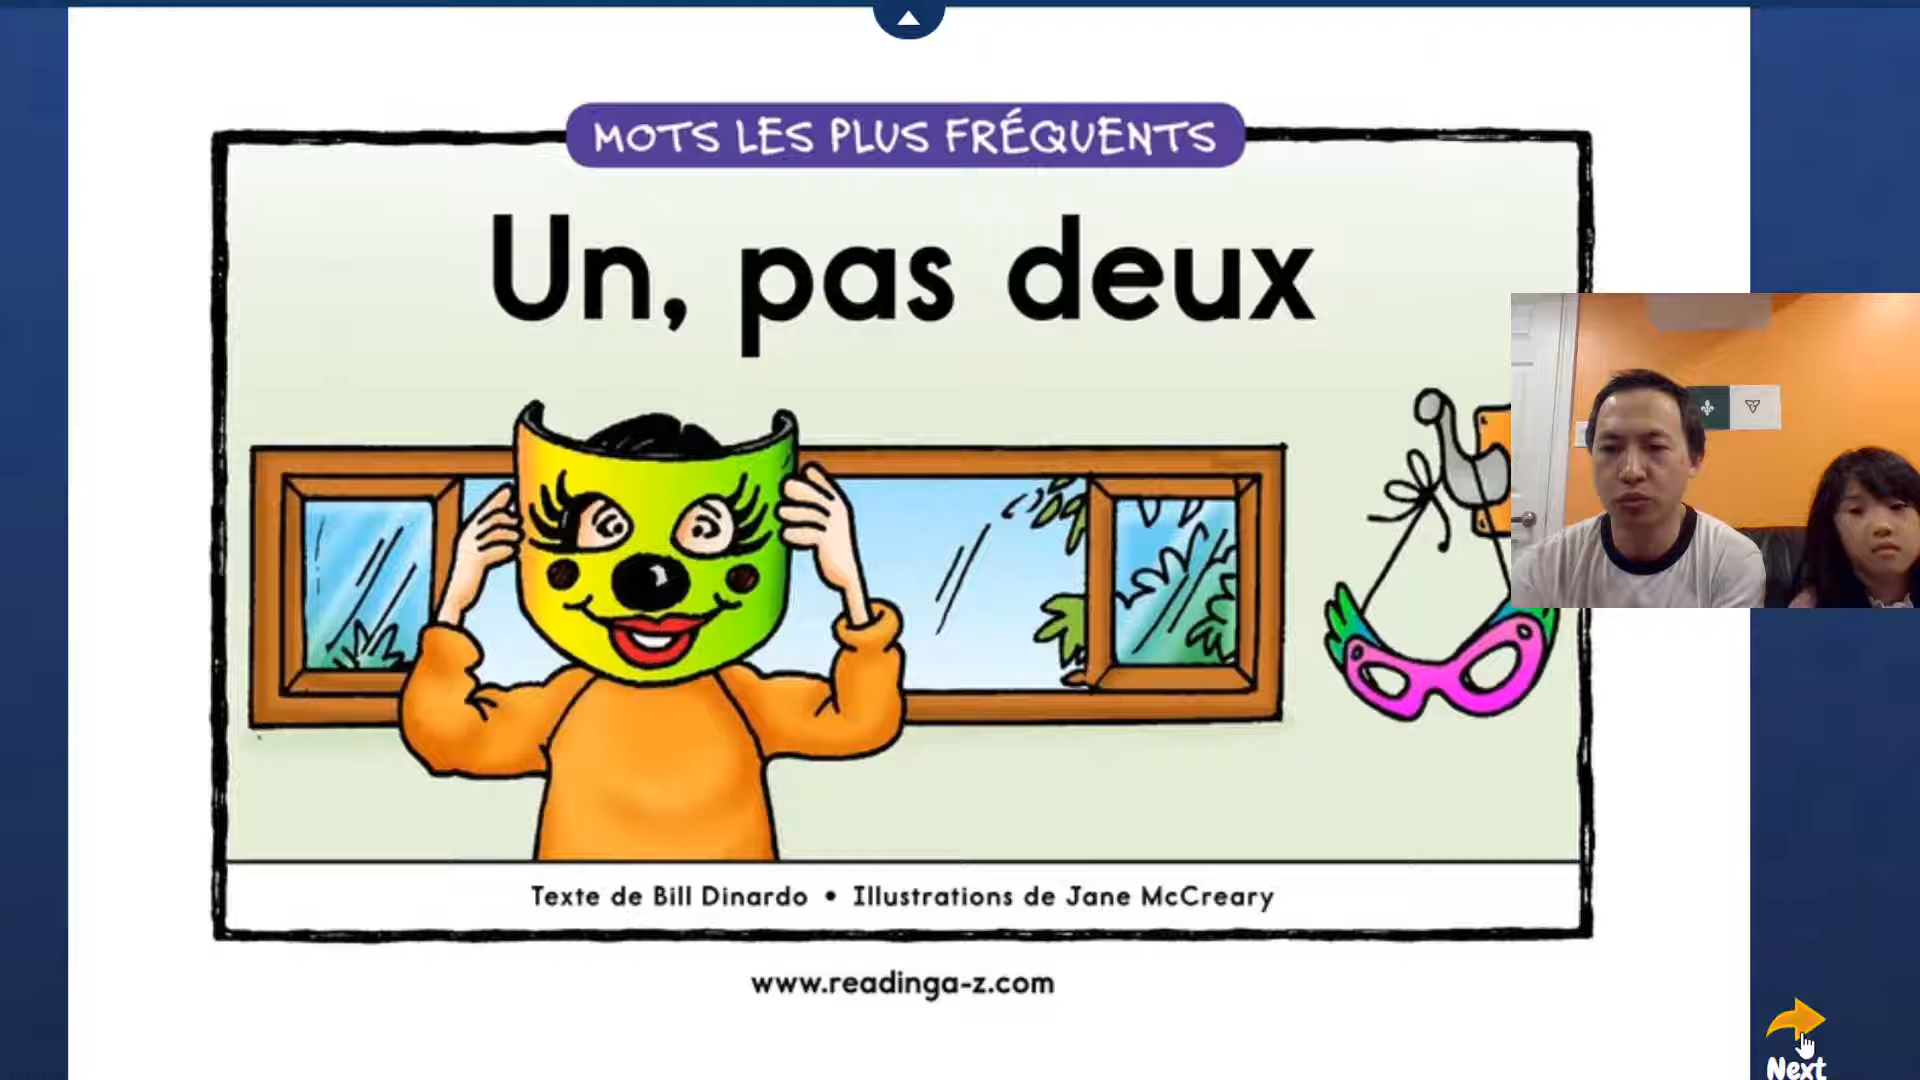 MOTS LES PLUS FRÉQUENTS
Un, pas deux
Texte de Bill Dinardo • Illustrations de Jane McCreary
www.readinga-z.com
Next